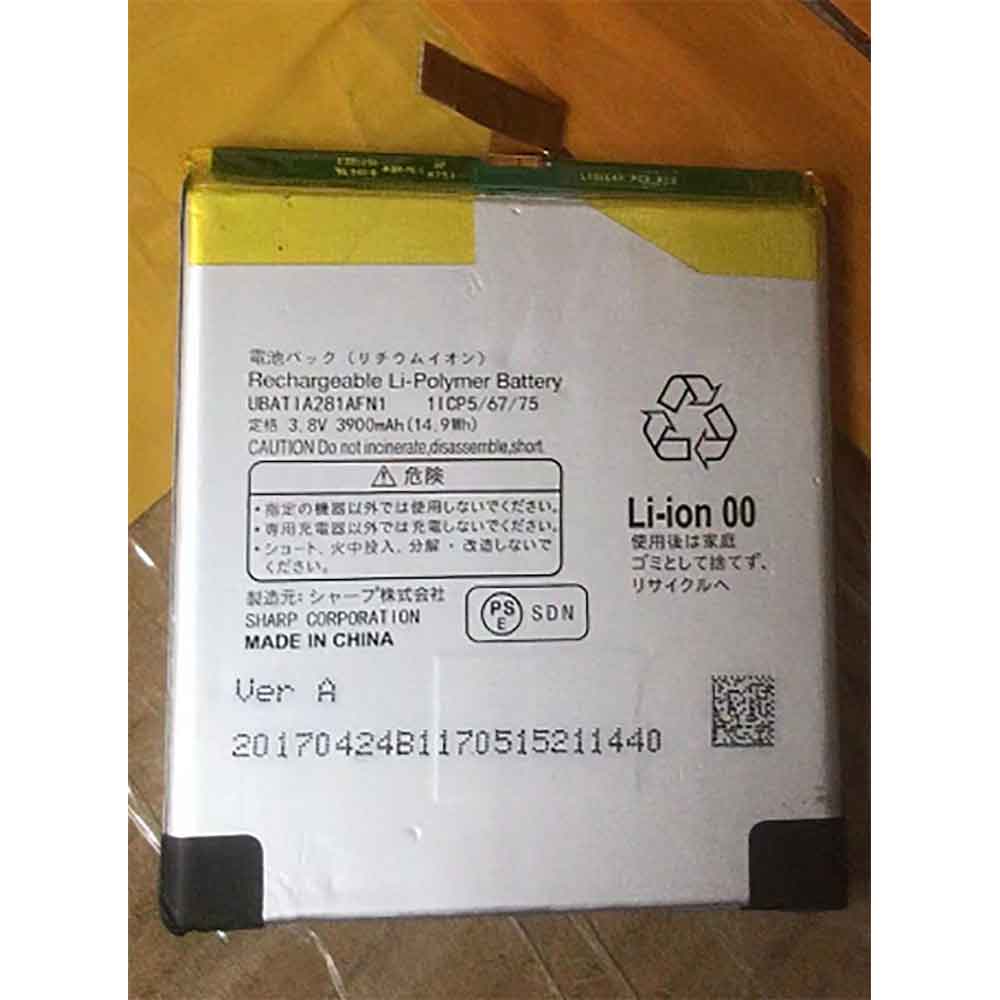 電池パック（リチウムイオン）
Rechargeable Li-Polymer Battery
UBATIA281AFN1 1ICP5/67/75
定格 3.8V 3900mAh(14.9Wh)
CAUTION Do not incinerate,disassemble,short.
危険
・指定の機器以外では使用しないでください。
・専用充電器以外では充電しないでください。
・ショート、火中投入、分解・改造しないで
ください。
Li-ion 00
使用後は家庭
ゴミとして捨てず、
リサイクルへ
製造元：シャープ株式会社
SHARP CORPORATION
MADE IN CHINA
PS
E
SDN
Ver A
20170424B1170515211440